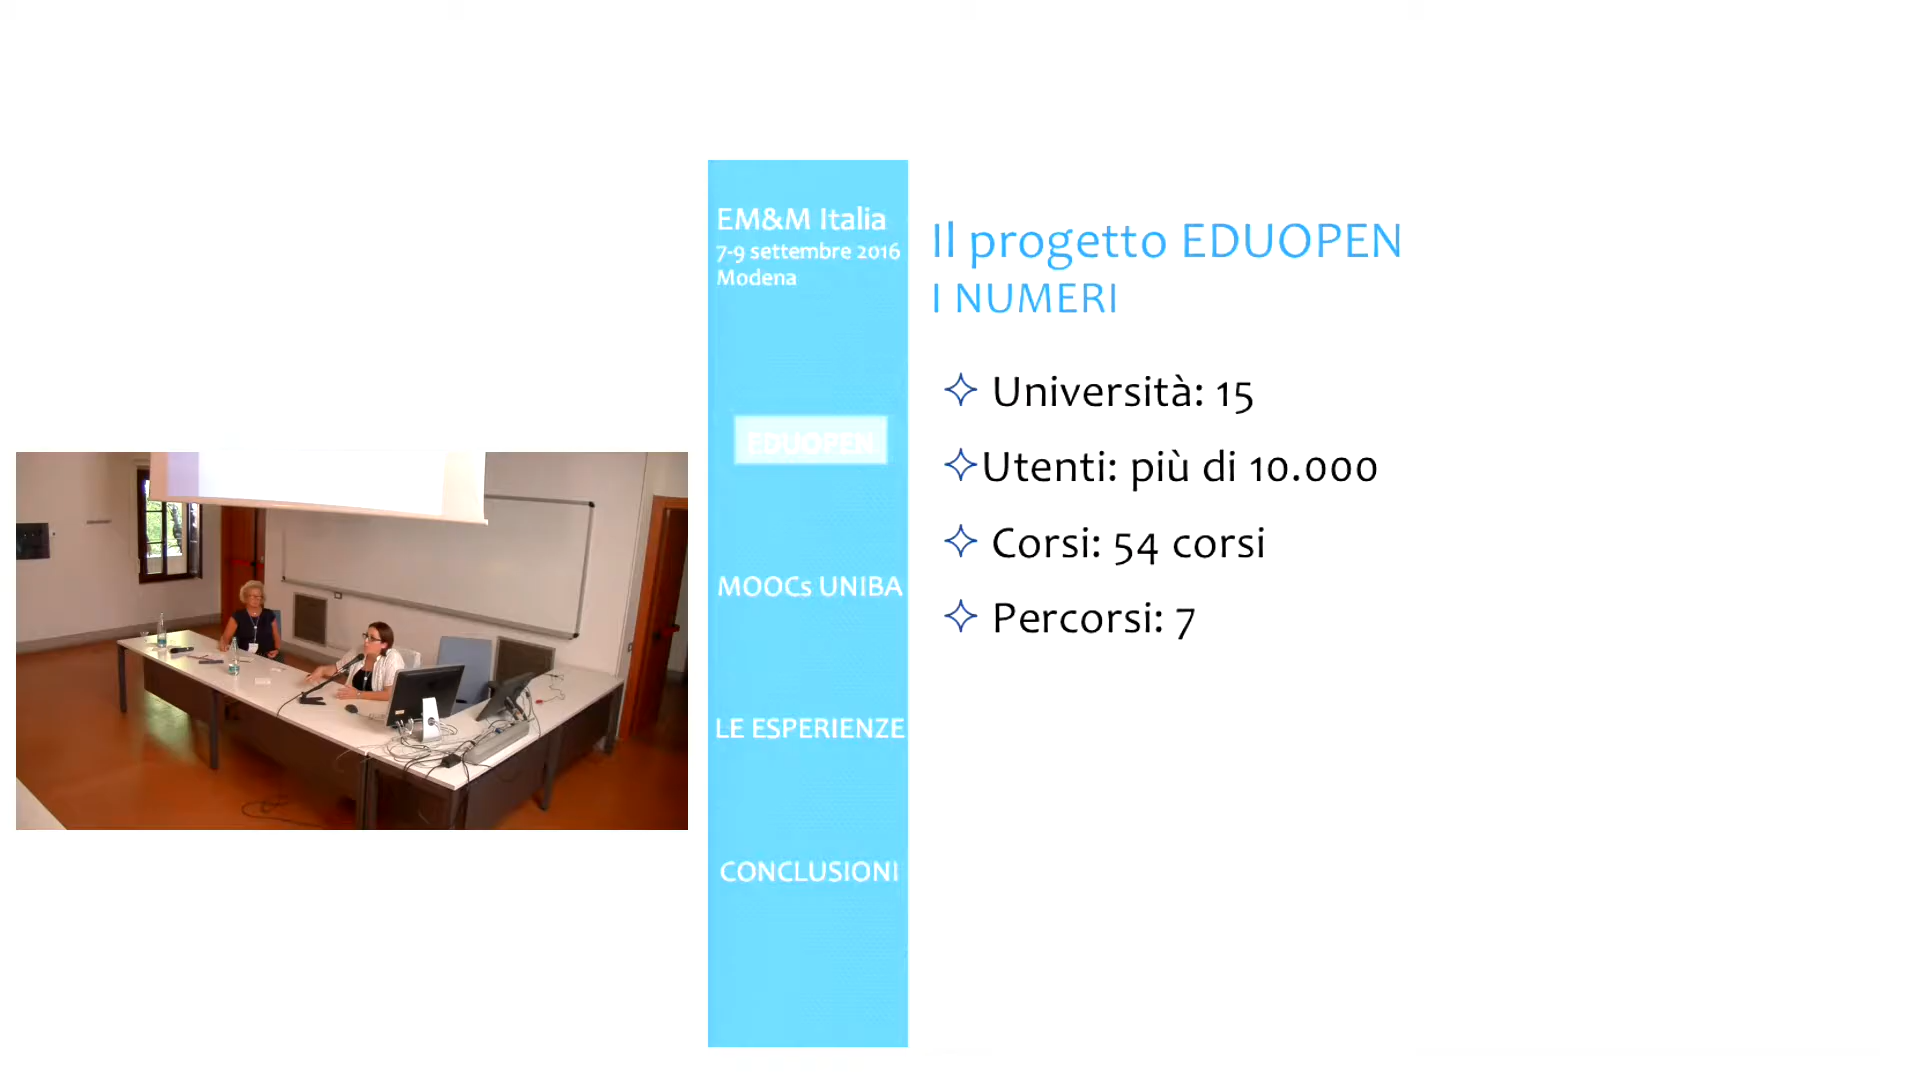 EM&M Italia
7-9 settembre 2016
Modena
EDUOPEN
MOOCs UNIBA
LE ESPERIENZE
CONCLUSIONI
Il progetto EDUOPEN
I NUMERI
Università: 15
Utenti: più di 10.000
Corsi: 54 corsi
Percorsi: 7